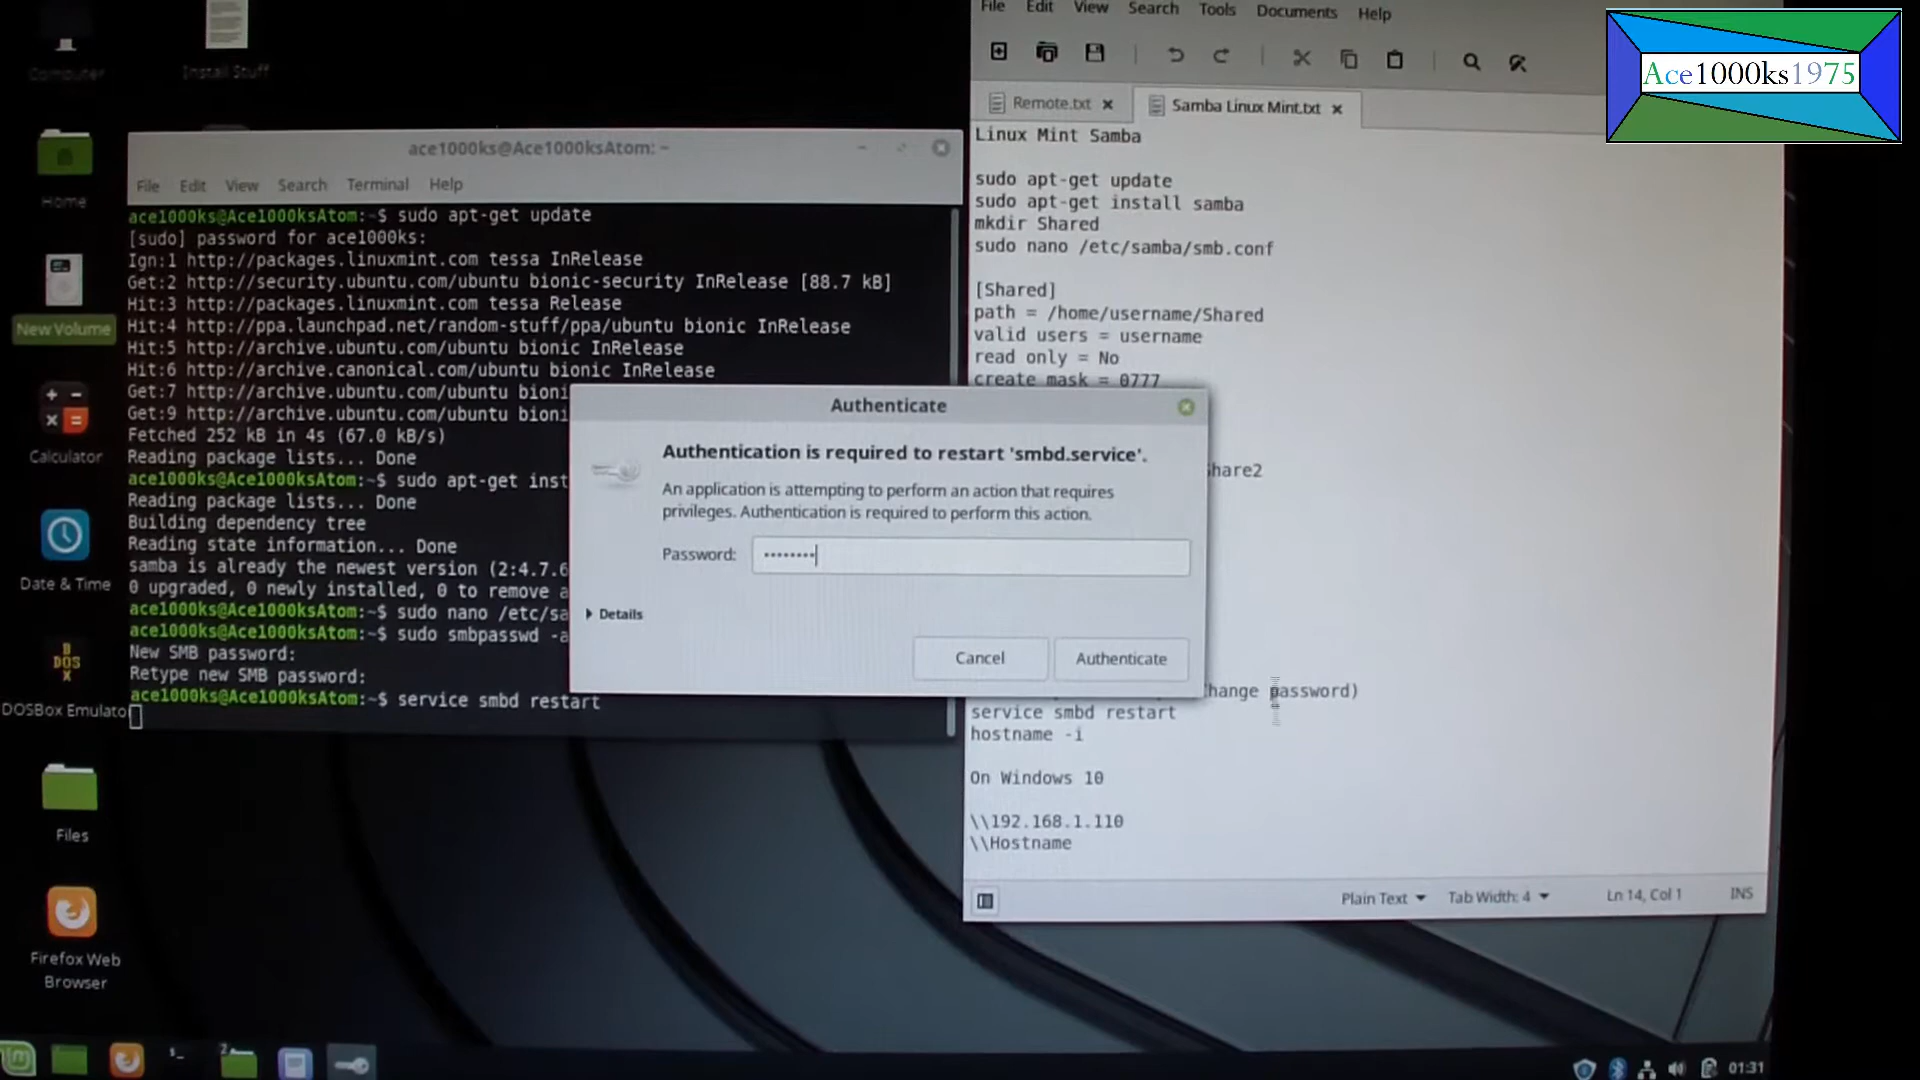 Computer
Install Stuff
Home
New Volume
Calculator
Date & Time
DOS
DOSBox Emulato
Files
Firefox Web
Browser
ace1000ks@Ace1000ksAtom: ~
File Edit View Search Terminal Help
ace1000ks@Ace1000ksAtom:~$ sudo apt-get update
[sudo] password for ace1000ks:
Ign:1 http://packages.linuxmint.com tessa InRelease
Get:2 http://security.ubuntu.com/ubuntu bionic-security InRelease [88.7 kB]
Hit:3 http://packages.linuxmint.com tessa Release
Hit:4 http://ppa.launchpad.net/random-stuff/ppa/ubuntu bionic InRelease
Hit:5 http://archive.ubuntu.com/ubuntu bionic InRelease
Hit:6 http://archive.canonical.com/ubuntu bionic InRelease
Get:7 http://archive.ubuntu.com/ubuntu bioni
Get:9 http://archive.ubuntu.com/ubuntu bioni
Fetched 252 kB in 4s (67.0 kB/s)
Reading package lists... Done
ace1000ks@Ace1000ksAtom:~$ sudo apt-get inst
Reading package lists... Done
Building dependency tree
Reading state information... Done
samba is already the newest version (2:4.7.6
0 upgraded, 0 newly installed, 0 to remove a
ace1000ks@Ace1000ksAtom:~$ sudo nano /etc/sa
ace1000ks@Ace1000ksAtom:~$ sudo smbpasswd -a
New SMB password:
Retype new SMB password:
ace1000ks@Ace1000ksAtom:~$ service smbd restart
Authenticate
Authentication is required to restart 'smbd.service'.
An application is attempting to perform an action that requires
privileges. Authentication is required to perform this action.
Password: ••••••••
Details
Cancel Authenticate
File Edit View Search Tools Documents Help
Remote.txt Samba Linux Mint.txt
Linux Mint Samba
sudo apt-get update
sudo apt-get install samba
mkdir Shared
sudo nano /etc/samba/smb.conf
[Shared]
path = /home/username/Shared
valid users = username
read only = No
create mask = 0777
hare2
hange password)
service smbd restart
hostname -i
On Windows 10
\\192.168.1.110
\\Hostname
Plain Text Tab Width: 4 Ln 14, Col 1 INS
Ace1000ks1975
2
01:31